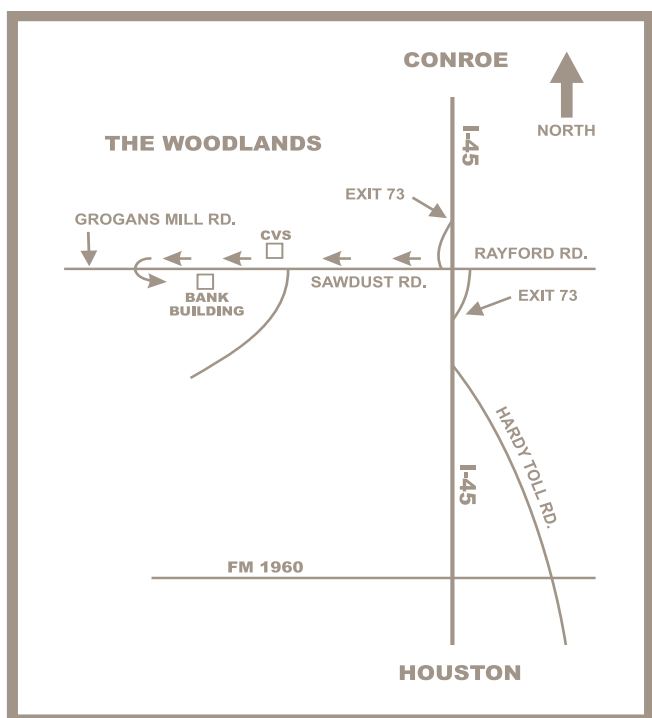 CONROE
NORTH
THE WOODLANDS
I-45
EXIT 73
GROGANS MILL RD.
CVS
RAYFORD RD.
SAWDUST RD.
BANK
BUILDING
EXIT 73
HARDY TOLL RD.
I-45
FM 1960
HOUSTON